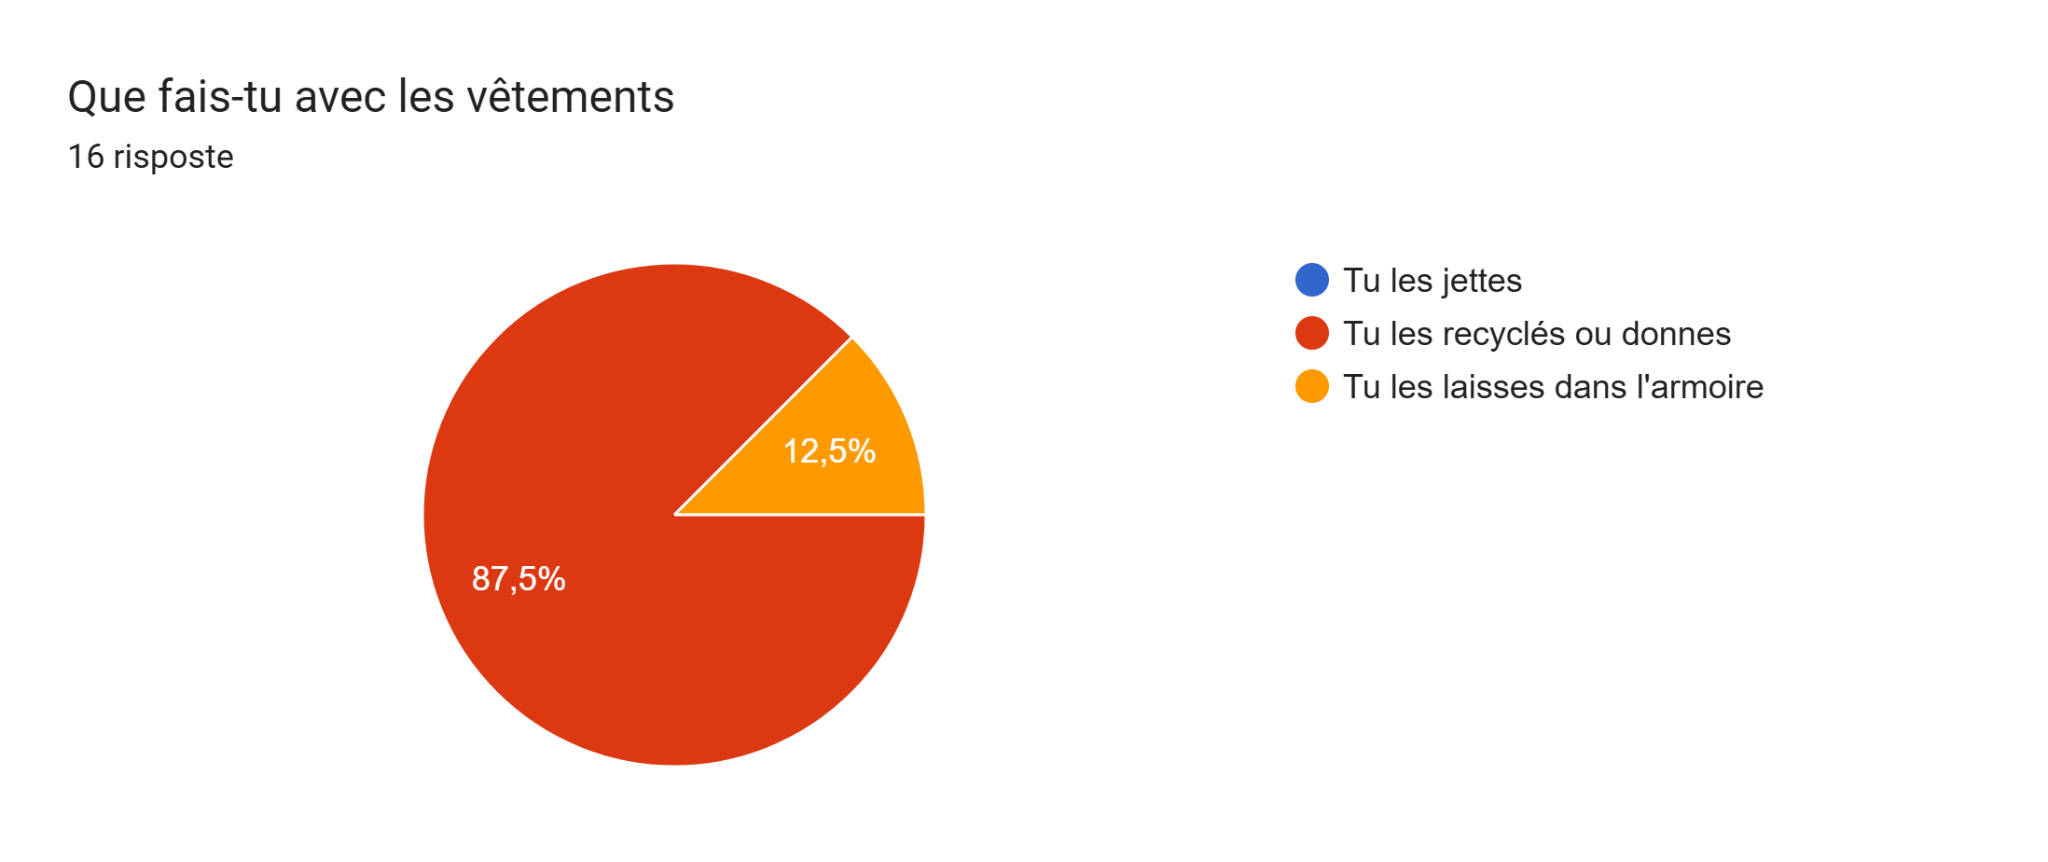 Que fais-tu avec les vêtements
16 risposte
Tu les jettes
Tu les recyclés ou donnes
Tu les laisses dans l'armoire
12,5%
87,5%